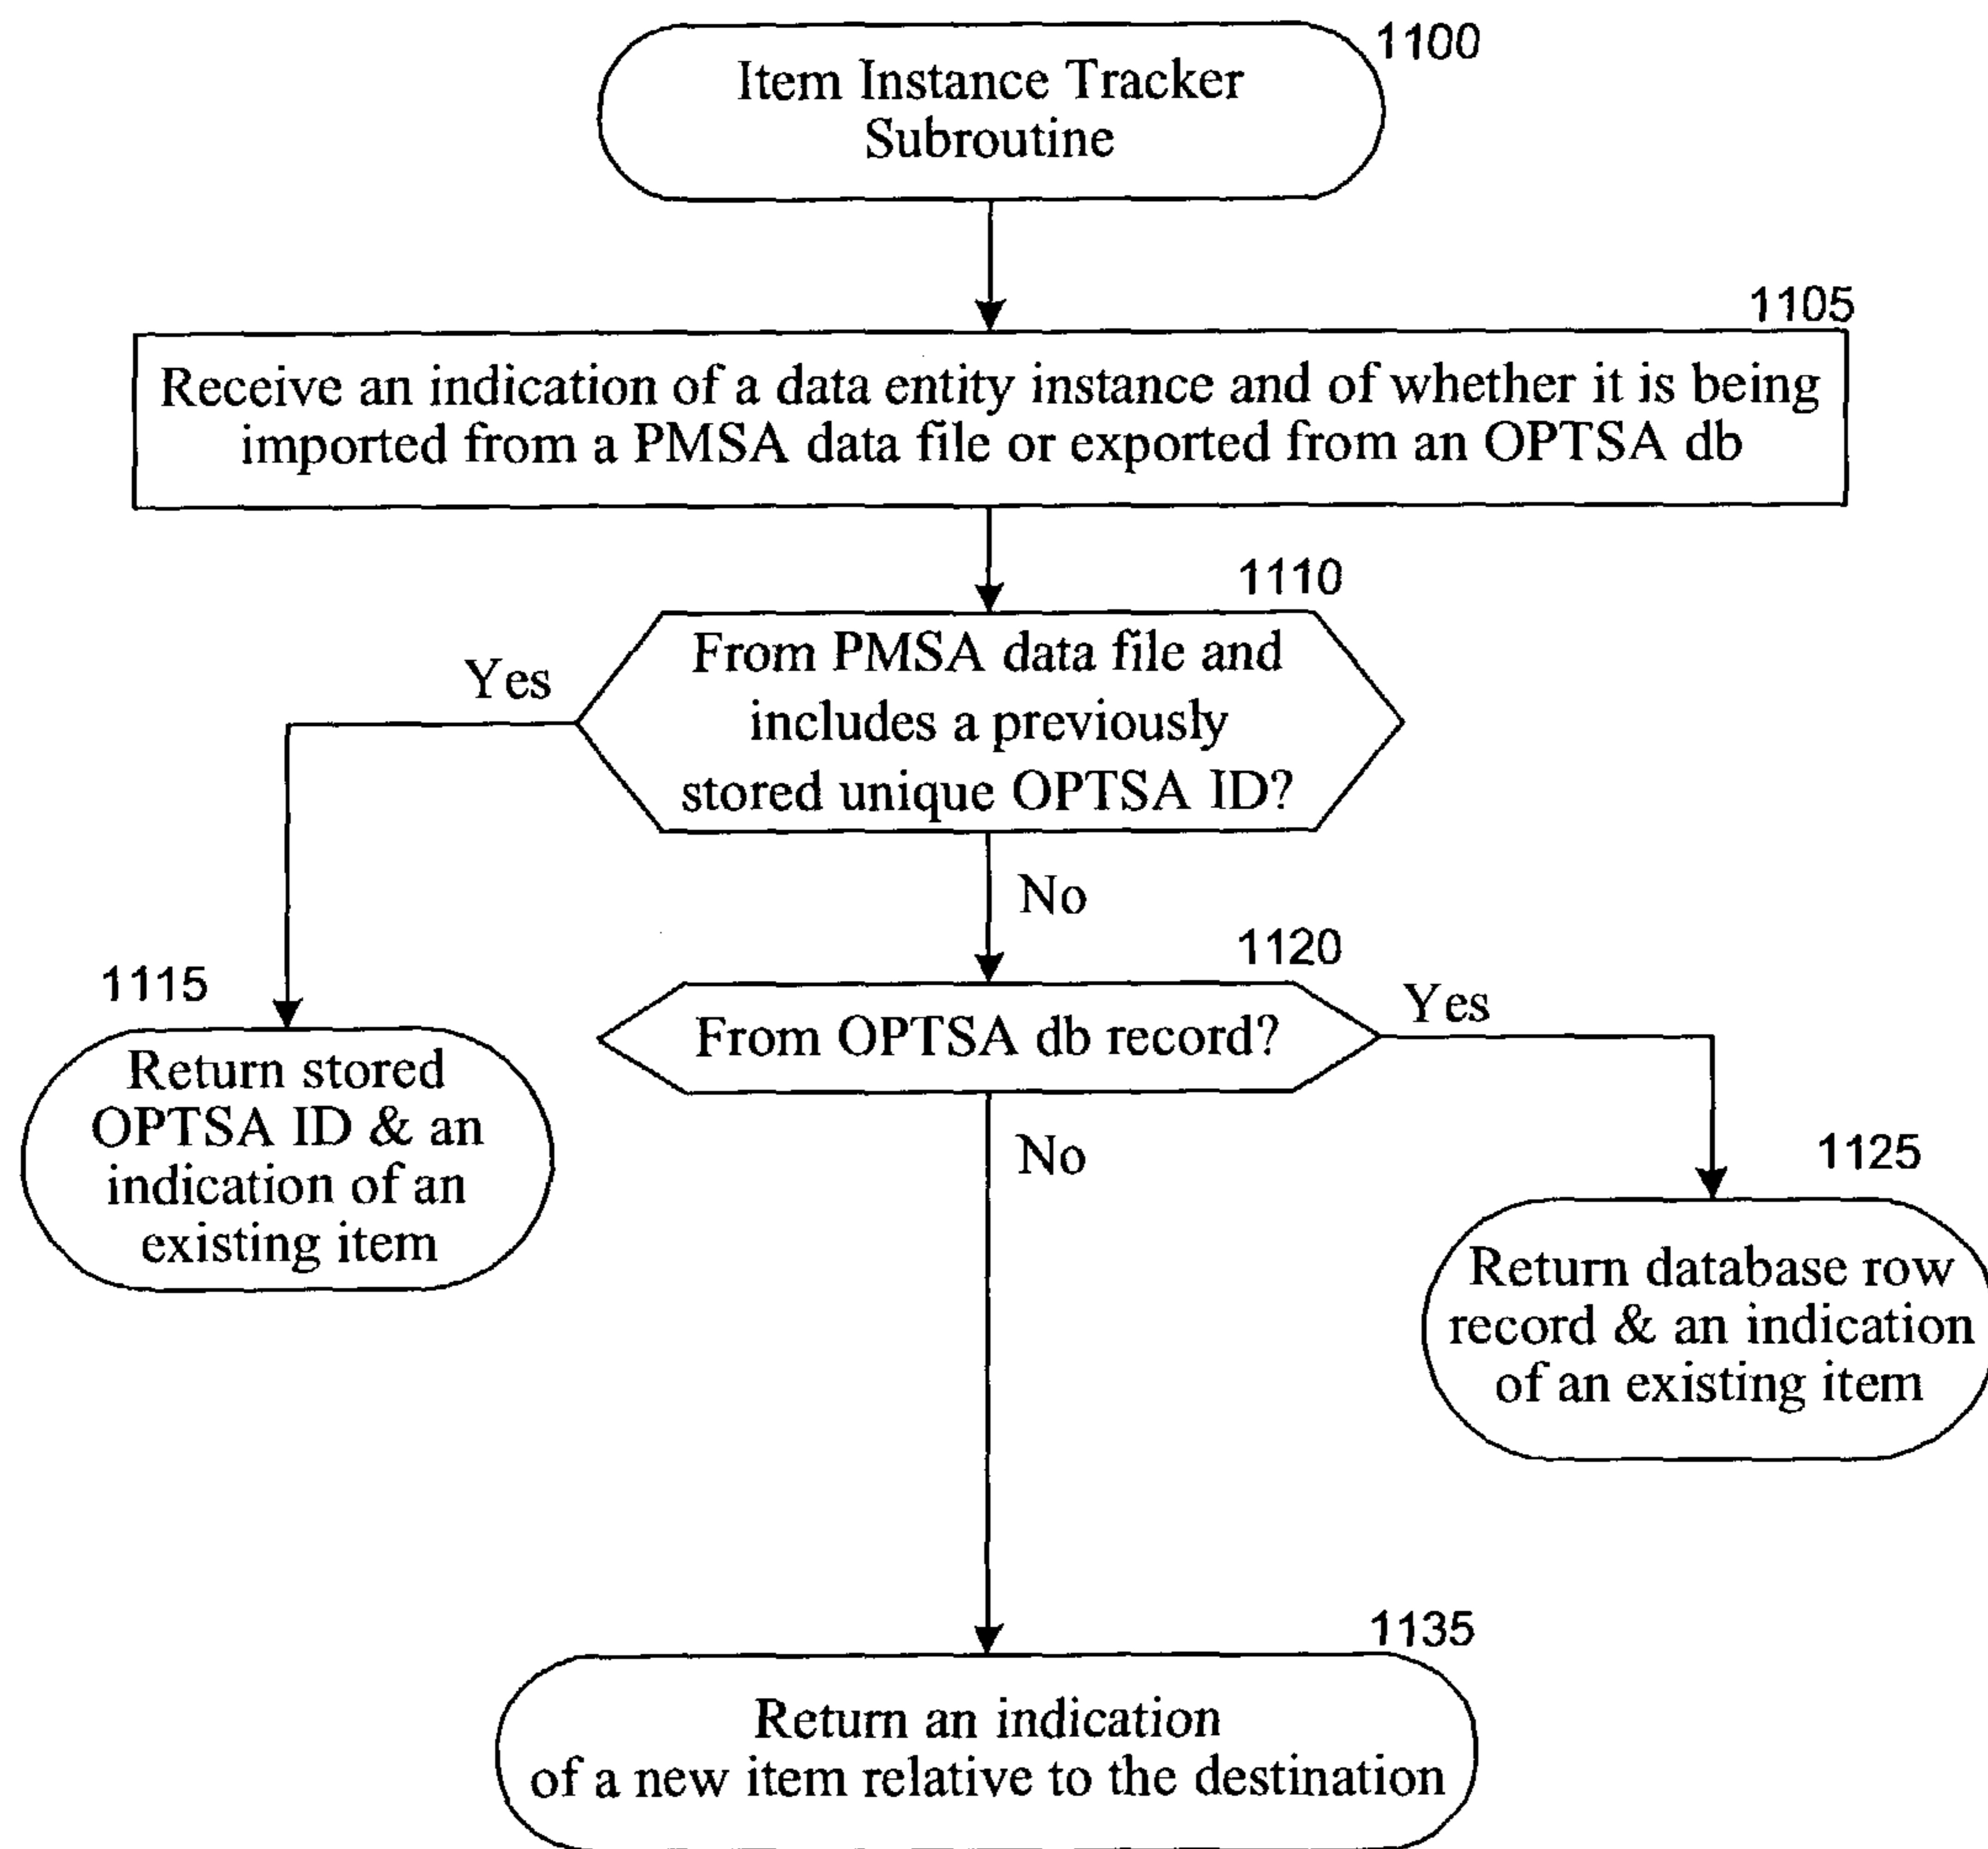 1100
Item Instance Tracker
Subroutine
1105
Receive an indication of a data entity instance and of whether it is being
imported from a PMSA data file or exported from an OPTSA db
1110
From PMSA data file and
includes a previously
stored unique OPTSA ID?
Yes
No
1120
From OPTSA db record?
Yes
No
1115
Return stored
OPTSA ID & an
indication of an
existing item
1125
Return database row
record & an indication
of an existing item
1135
Return an indication
of a new item relative to the destination